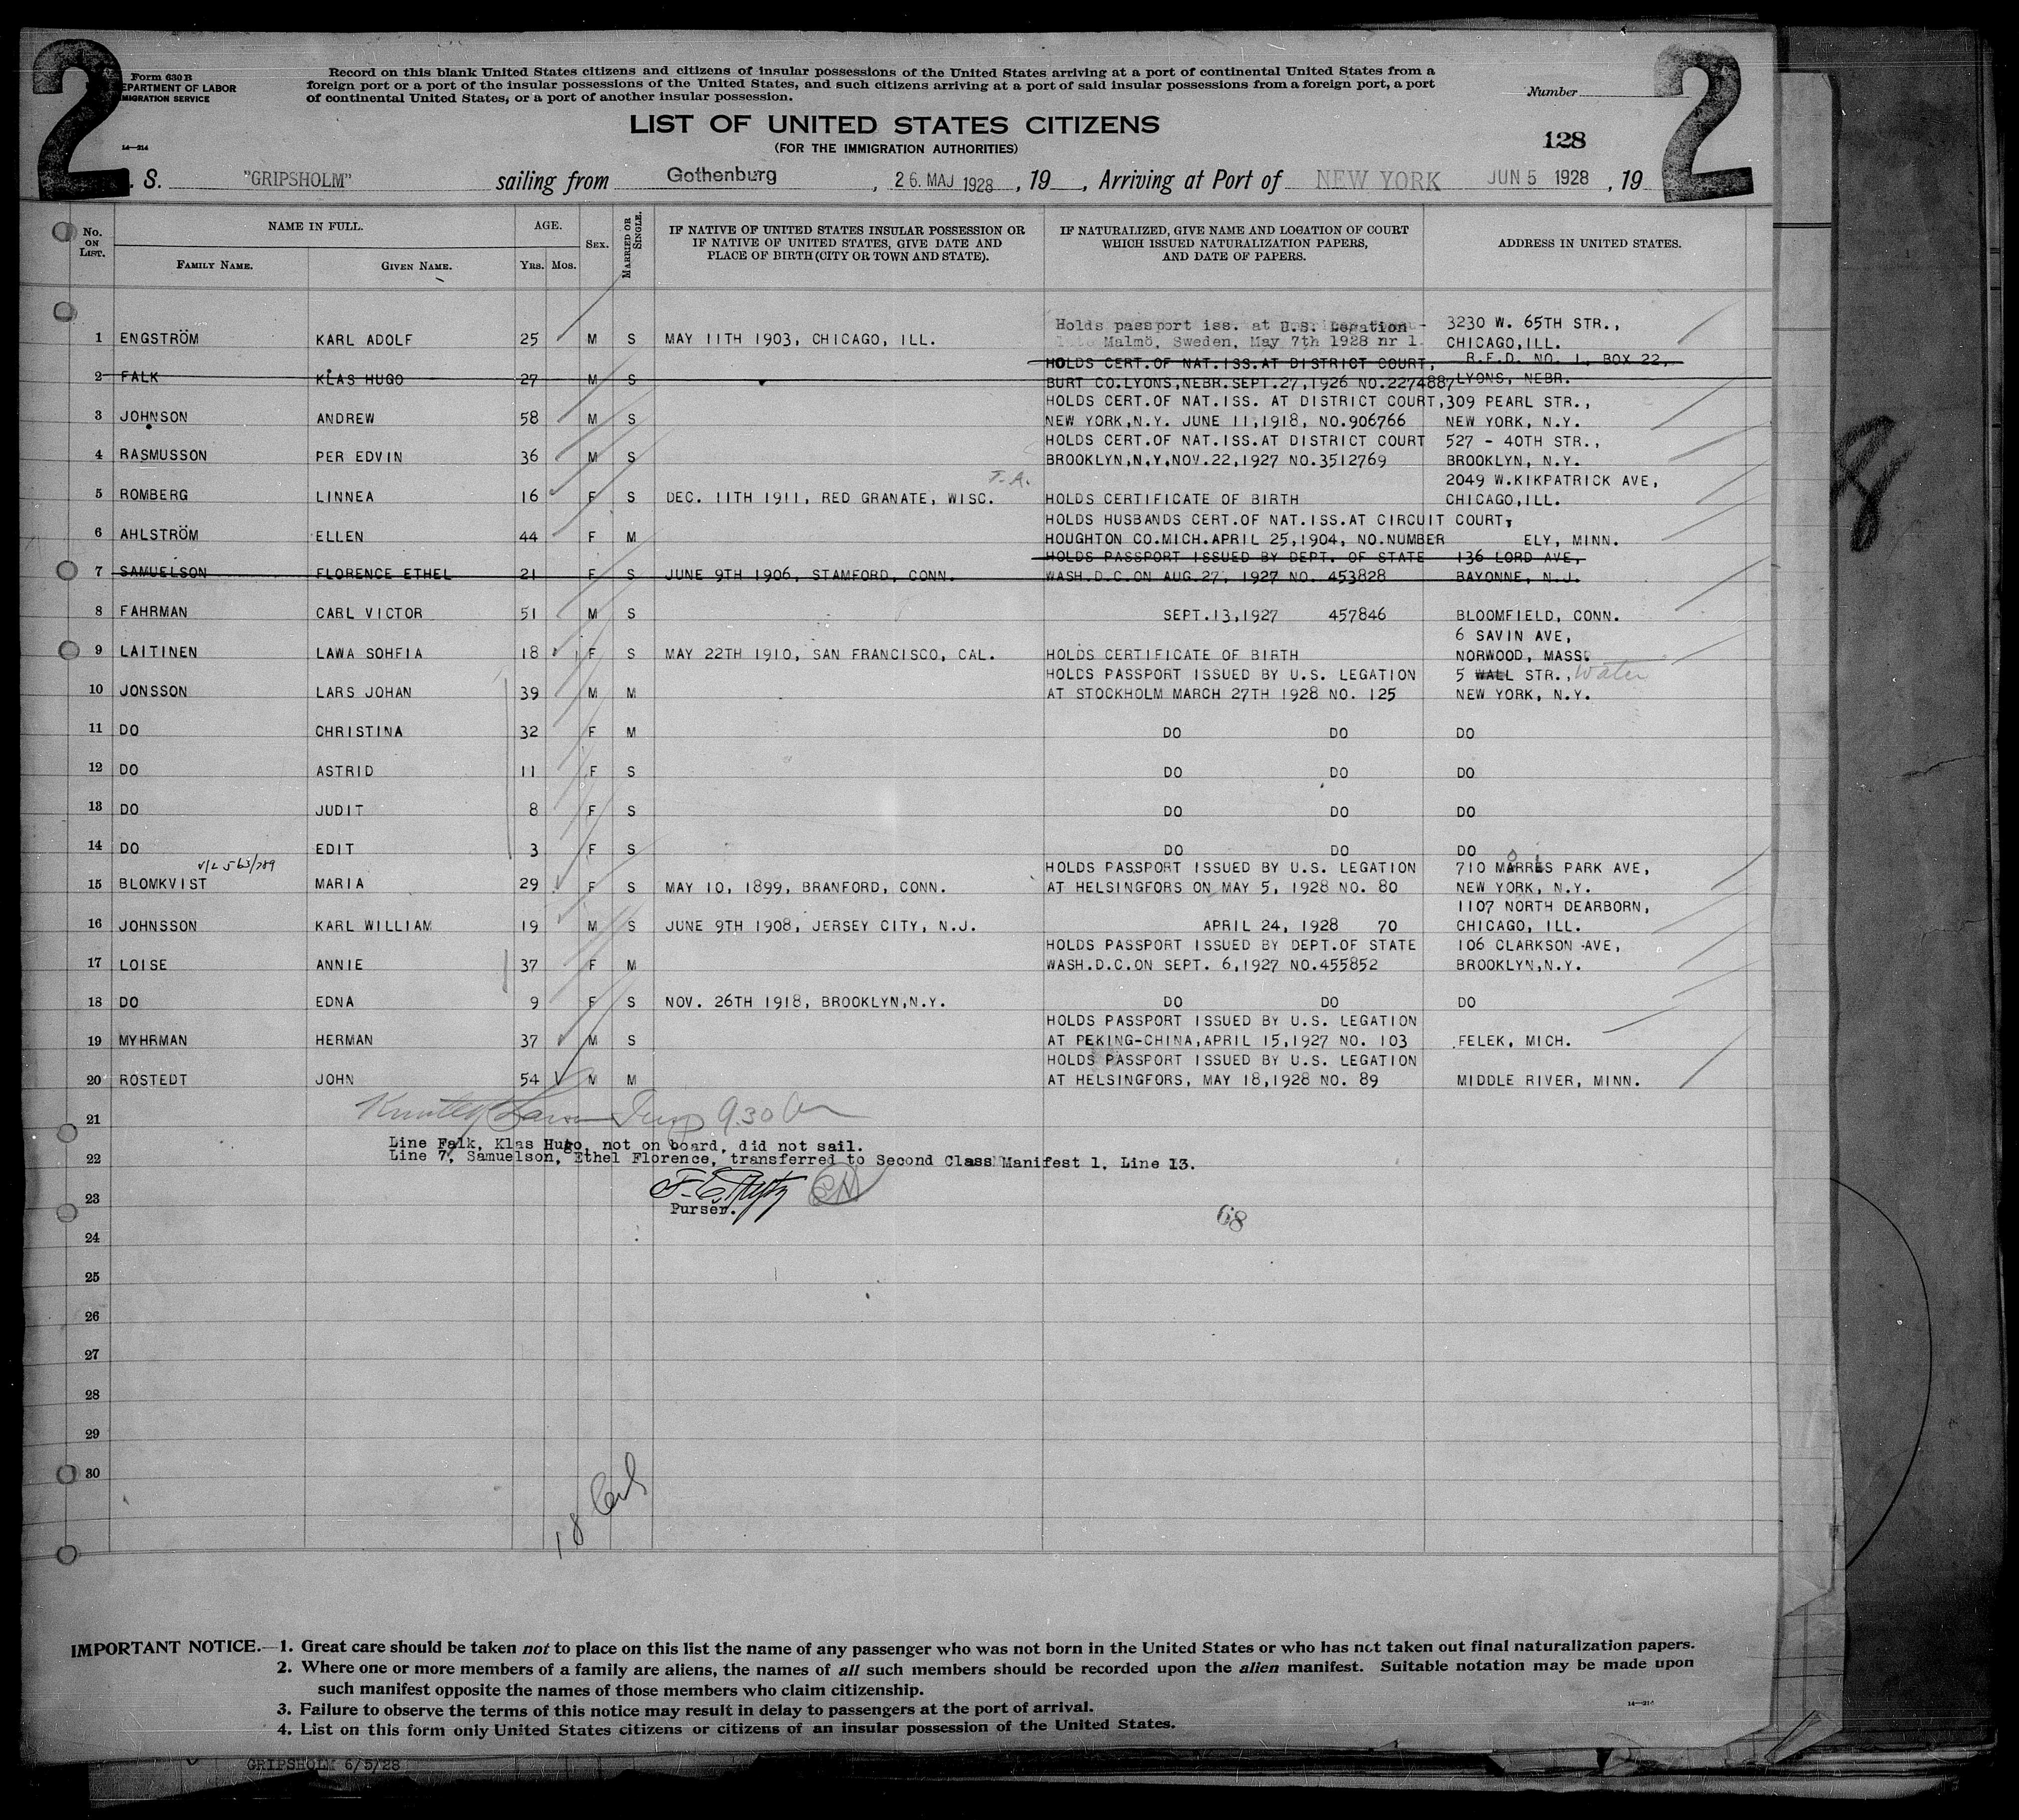 2
2
Form 630 B
DEPARTMENT OF LABOR
IMMIGRATION SERVICE
14—214
Record on this blank United States citizens and citizens of insular possessions of the United States arriving at a port of continental United States from a
foreign port or a port of the insular possessions of the United States, and such citizens arriving at a port of said insular possessions from a foreign port, a port
of continental United States, or a port of another insular possession.
Number
LIST OF UNITED STATES CITIZENS
(FOR THE IMMIGRATION AUTHORITIES)
128
. S. "GRIPSHOLM" sailing from Gothenburg, 26. MAJ 1928, 19 , Arriving at Port of NEW YORK JUN 5 1928, 19
No. ON LIST. NAME IN FULL. AGE. SEX. MARRIED OR SINGLE. IF NATIVE OF UNITED STATES INSULAR POSSESSION OR IF NATIVE OF UNITED STATES, GIVE DATE AND PLACE OF BIRTH (CITY OR TOWN AND STATE). IF NATURALIZED, GIVE NAME AND LOCATION OF COURT WHICH ISSUED NATURALIZATION PAPERS, AND DATE OF PAPERS. ADDRESS IN UNITED STATES.
FAMILY NAME. GIVEN NAME. YRS. MOS.
Holds passport iss. at U.S. Legation - 3230 W. 65TH STR.,
1 ENGSTRÖM KARL ADOLF 25 M S MAY 11TH 1903, CHICAGO, ILL. Malmö, Sweden, May 7th 1928 nr 1. CHICAGO, ILL.
HOLDS CERT. OF NAT. ISS. AT DISTRICT COURT, R.F.D. NO. 1, BOX 22,
2 FALK KLAS HUGO 27 M S BURT CO. LYONS, NEBR. SEPT. 27, 1926 NO. 2274887 LYONS, NEBR.
HOLDS CERT. OF NAT. ISS. AT DISTRICT COURT, 309 PEARL STR.,
3 JOHNSON ANDREW 58 M S NEW YORK, N.Y. JUNE 11, 1918, NO. 906766 NEW YORK, N.Y.
HOLDS CERT. OF NAT. ISS. AT DISTRICT COURT 527 - 40TH STR.,
4 RASMUSSON PER EDVIN 36 M S BROOKLYN, N.Y. NOV. 22, 1927 NO. 3512769 BROOKLYN, N.Y.
T.A. 2049 W. KIKPATRICK AVE,
5 ROMBERG LINNEA 16 F S DEC. 11TH 1911, RED GRANATE, WISC. HOLDS CERTIFICATE OF BIRTH CHICAGO, ILL.
HOLDS HUSBANDS CERT. OF NAT. ISS. AT CIRCUIT COURT,
6 AHLSTRÖM ELLEN 44 F M HOUGHTON CO. MICH. APRIL 25, 1904, NO. NUMBER ELY, MINN.
HOLDS PASSPORT ISSUED BY DEPT. OF STATE 136 LORD AVE,
7 SAMUELSON FLORENCE ETHEL 21 F S JUNE 9TH 1906, STAMFORD, CONN. WASH. D.C. ON AUG. 27, 1927 NO. 453828 BAYONNE, N.J.
8 FAHRMAN CARL VICTOR 51 M S SEPT. 13, 1927 457846 BLOOMFIELD, CONN.
6 SAVIN AVE,
9 LAITINEN LAWA SOHFIA 18 F S MAY 22TH 1910, SAN FRANCISCO, CAL. HOLDS CERTIFICATE OF BIRTH NORWOOD, MASS.
HOLDS PASSPORT ISSUED BY U.S. LEGATION 5 WALL STR., Water
10 JONSSON LARS JOHAN 39 M M AT STOCKHOLM MARCH 27TH 1928 NO. 125 NEW YORK, N.Y.
11 DO CHRISTINA 32 F M DO DO DO
12 DO ASTRID 11 F S DO DO DO
13 DO JUDIT 8 F S DO DO DO
14 DO EDIT 3 F S DO DO DO
V/L 563/789 HOLDS PASSPORT ISSUED BY U.S. LEGATION 710 MARRES PARK AVE,
15 BLOMKVIST MARIA 29 F S MAY 10, 1899, BRANFORD, CONN. AT HELSINGFORS ON MAY 5, 1928 NO. 80 NEW YORK, N.Y.
1107 NORTH DEARBORN,
16 JOHNSSON KARL WILLIAM 19 M S JUNE 9TH 1908, JERSEY CITY, N.J. APRIL 24, 1928 70 CHICAGO, ILL.
HOLDS PASSPORT ISSUED BY DEPT. OF STATE 106 CLARKSON AVE,
17 LOISE ANNIE 37 F M WASH. D.C. ON SEPT. 6, 1927 NO. 455852 BROOKLYN, N.Y.
18 DO EDNA 9 F S NOV. 26TH 1918, BROOKLYN, N.Y. DO DO DO
HOLDS PASSPORT ISSUED BY U.S. LEGATION
19 MYHRMAN HERMAN 37 M S AT PEKING-CHINA, APRIL 15, 1927 NO. 103 FELEK, MICH.
HOLDS PASSPORT ISSUED BY U.S. LEGATION
20 ROSTEDT JOHN 54 M M AT HELSINGFORS, MAY 18, 1928 NO. 89 MIDDLE RIVER, MINN.
9.30
21
Line Falk, Klas Hugo, not on board, did not sail.
22 Line 7, Samuelson, Ethel Florence, transferred to Second Class Manifest 1, Line 13.
23
Purser.
68
24
25
26
27
28
29
30
18
IMPORTANT NOTICE.—1. Great care should be taken not to place on this list the name of any passenger who was not born in the United States or who has not taken out final naturalization papers.
2. Where one or more members of a family are aliens, the names of all such members should be recorded upon the alien manifest. Suitable notation may be made upon
such manifest opposite the names of those members who claim citizenship.
3. Failure to observe the terms of this notice may result in delay to passengers at the port of arrival.
4. List on this form only United States citizens or citizens of an insular possession of the United States.
14—214
GRIPSHOLM 6/5/28